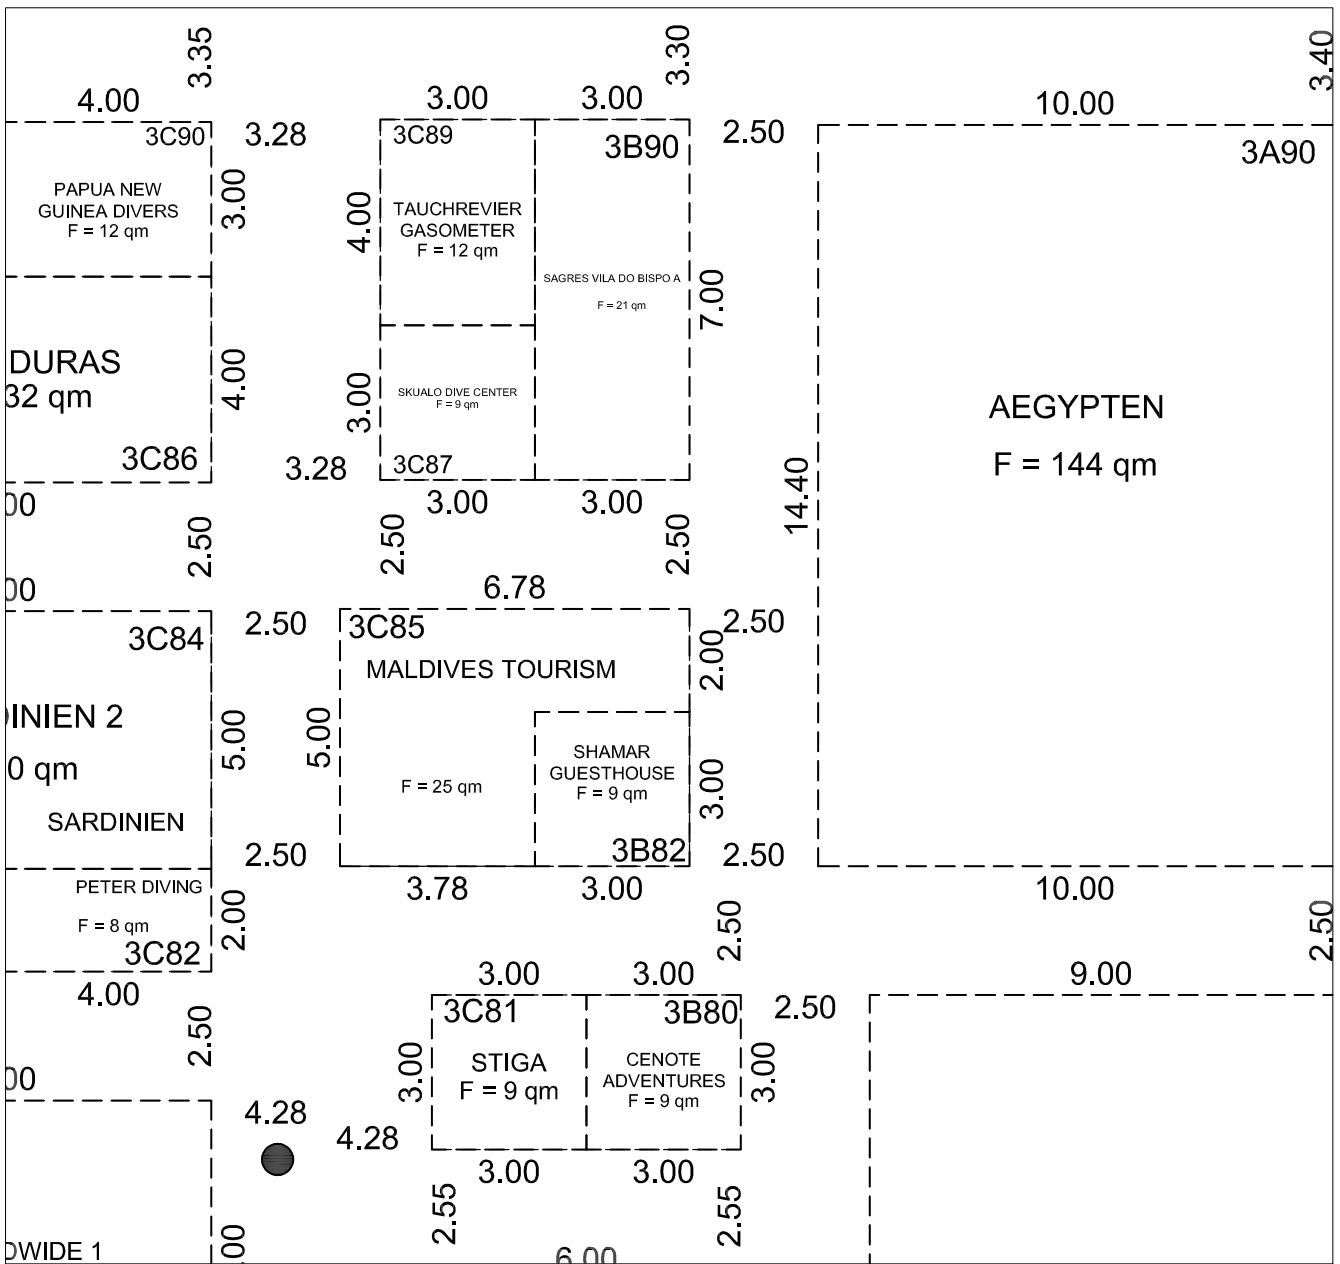 3.35
3.30
3.40
4.00
3.00
3.00
10.00
3C90
3.28
3C89
3B90
2.50
3A90
PAPUA NEW
GUINEA DIVERS
F = 12 qm
3.00
4.00
TAUCHREVIER
GASOMETER
F = 12 qm
SAGRES VILA DO BISPO A
F = 21 qm
7.00
DURAS
32 qm
4.00
3C86
3.00
SKUALO DIVE CENTER
F = 9 qm
3C87
3.28
AEGYPTEN
F = 144 qm
14.40
00
3.00
3.00
2.50
2.50
2.50
00
6.78
3C84
2.50
3C85
MALDIVES TOURISM
2.50
2.00
INIEN 2
0 qm
SARDINIEN
5.00
5.00
F = 25 qm
SHAMAR
GUESTHOUSE
F = 9 qm
3.00
3B82
2.50
2.50
3.78
3.00
10.00
PETER DIVING
F = 8 qm
3C82
2.00
2.50
2.50
4.00
3.00
3.00
9.00
2.50
3C81
3B80
2.50
STIGA
F = 9 qm
3.00
CENOTE
ADVENTURES
F = 9 qm
3.00
00
4.28
4.28
3.00
3.00
2.55
2.55
WIDE 1
00
6.00